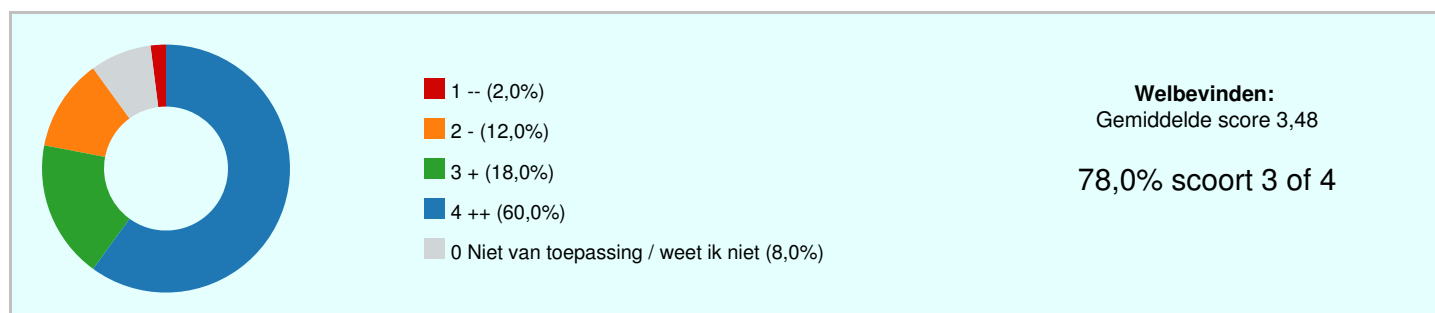 1 -- (2,0%)
2 - (12,0%)
3 + (18,0%)
4 ++ (60,0%)
0 Niet van toepassing / weet ik niet (8,0%)
Welbevinden:
Gemiddelde score 3,48
78,0% scoort 3 of 4